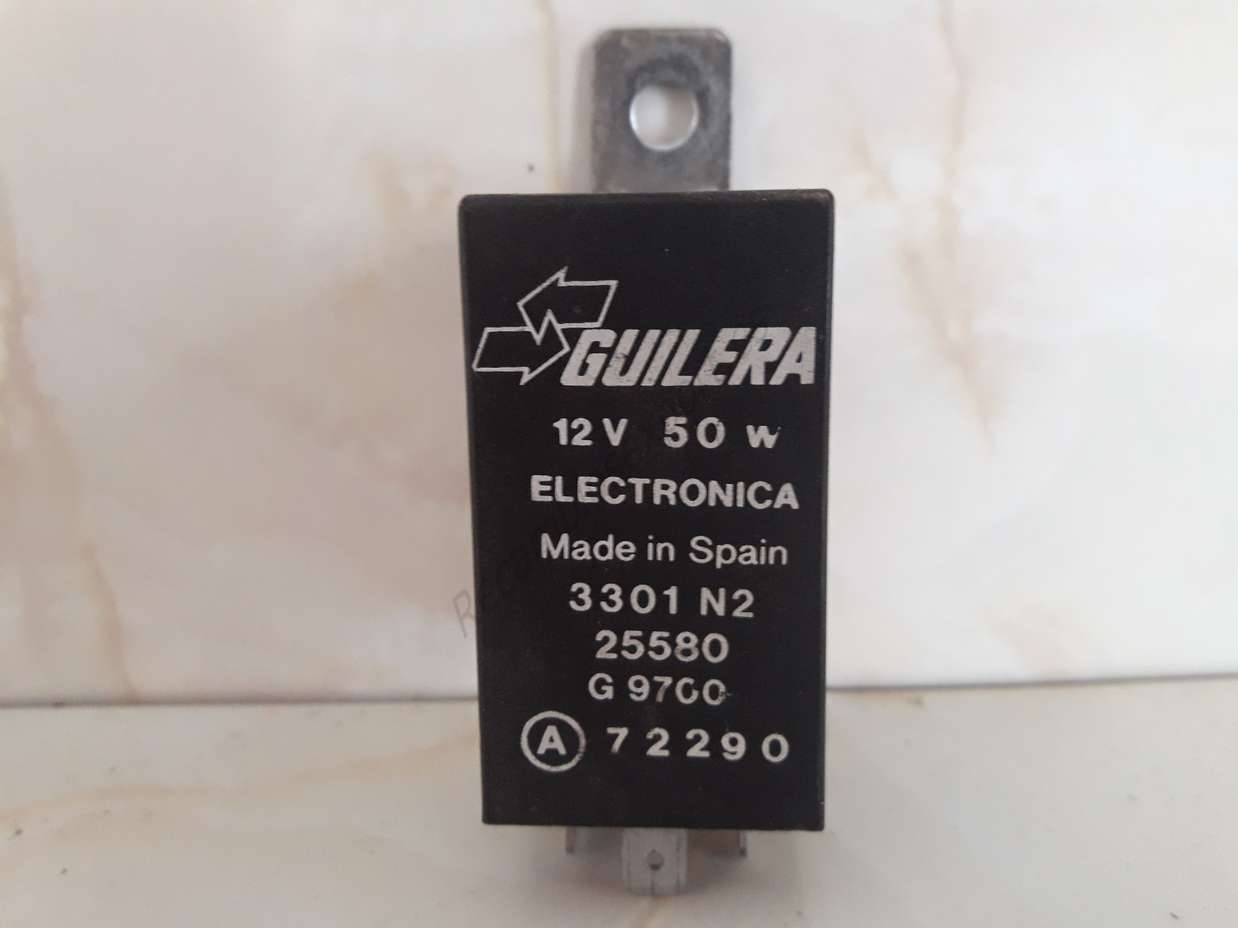 GUILERA
12 V 50 W
ELECTRONICA
Made in Spain
3301 N2
25580
G 9700
A 72290